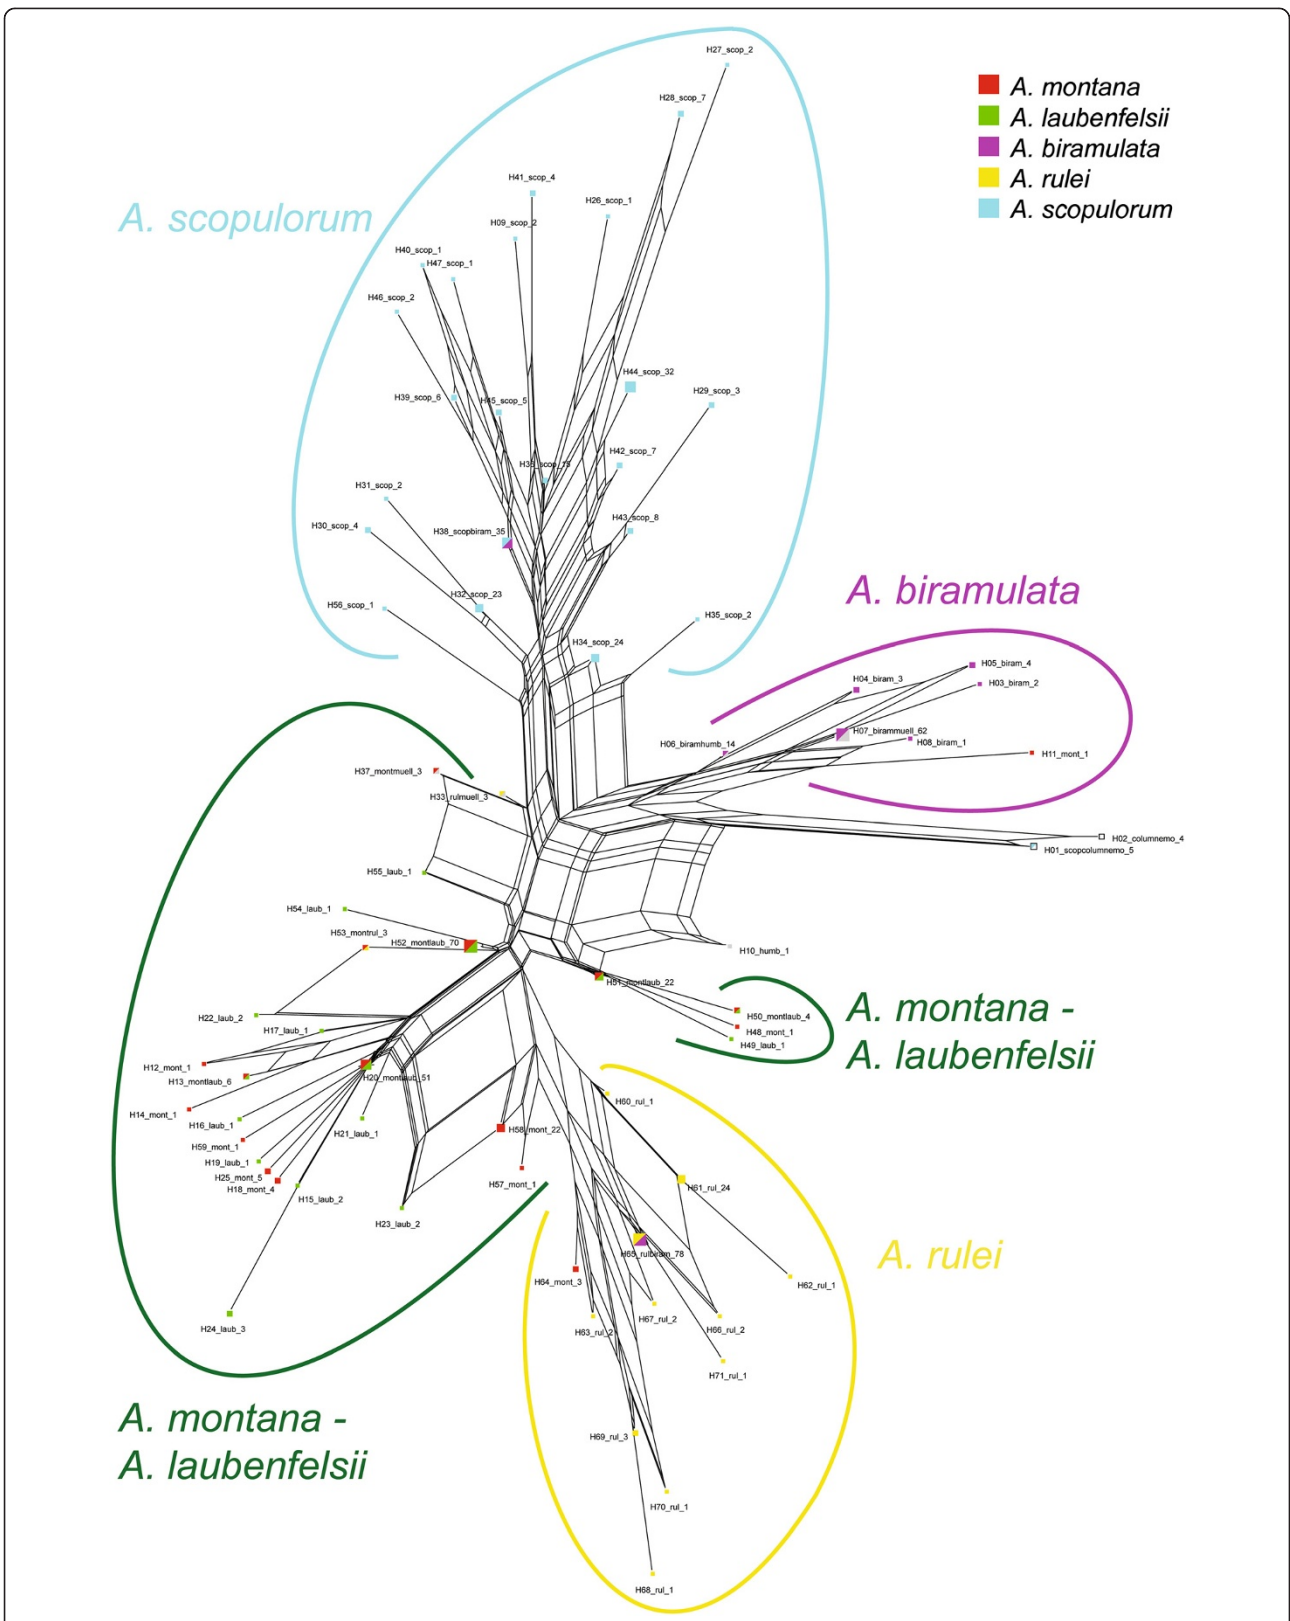 H27_scop_2
H28_scop_7
A. montana
A. laubenfelsii
A. biramulata
A. rulei
A. scopulorum
H41_scop_4
H26_scop_1
H09_scop_2
A. scopulorum
H40_scop_1
H47_scop_1
H46_scop_2
H44_scop_32
H29_scop_3
H39_scop_6
H45_scop_5
H42_scop_7
H31_scop_2
H43_scop_8
H30_scop_4
H38_scopbiram_35
A. biramulata
H32_scop_23
H56_scop_1
H35_scop_2
H34_scop_24
H05_biram_4
H04_biram_3
H03_biram_2
H07_birammuell_62
H06_biramhumb_14
H08_biram_1
H11_mont_1
H37_montmuell_3
H33_rulmuell_3
H02_columnemo_4
H01_scopcolumnemo_5
H55_laub_1
H54_laub_1
H53_montrul_3
H52_montlaub_70
H10_humb_1
H51_montlaub_22
A. montana -
A. laubenfelsii
H50_montlaub_4
H22_laub_2
H17_laub_1
H48_mont_1
H49_laub_1
H12_mont_1
H13_montlaub_6
H20_montlaub_51
H60_rul_1
H14_mont_1
H16_laub_1
H21_laub_1
H58_mont_22
H59_mont_1
H19_laub_1
H25_mont_5
H18_mont_4
H57_mont_1
H61_rul_24
H15_laub_2
H23_laub_2
A. rulei
H65_rulbiram_78
H64_mont_3
H62_rul_1
H24_laub_3
H63_rul_2
H67_rul_2
H66_rul_2
H71_rul_1
A. montana -
A. laubenfelsii
H69_rul_3
H70_rul_1
H68_rul_1